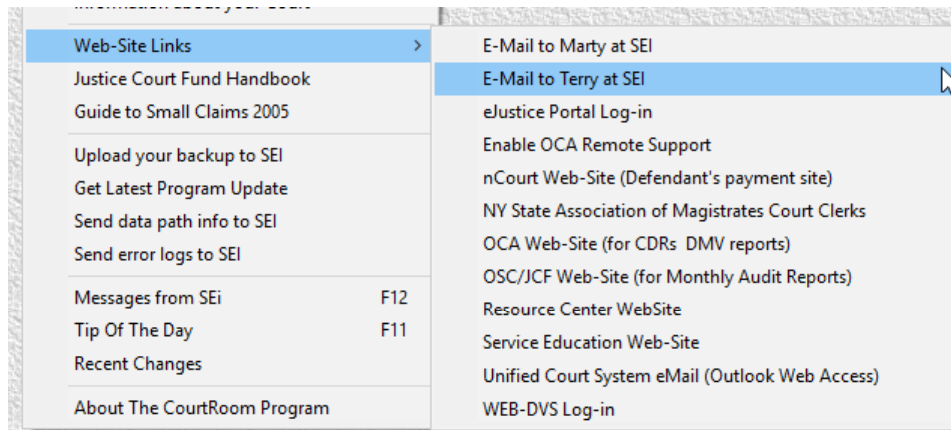 Information about your Court
Web-Site Links >
Justice Court Fund Handbook
Guide to Small Claims 2005
Upload your backup to SEI
Get Latest Program Update
Send data path info to SEI
Send error logs to SEI
Messages from SEi F12
Tip Of The Day F11
Recent Changes
About The CourtRoom Program
E-Mail to Marty at SEI
E-Mail to Terry at SEI
eJustice Portal Log-in
Enable OCA Remote Support
nCourt Web-Site (Defendant's payment site)
NY State Association of Magistrates Court Clerks
OCA Web-Site (for CDRs  DMV reports)
OSC/JCF Web-Site (for Monthly Audit Reports)
Resource Center WebSite
Service Education Web-Site
Unified Court System eMail (Outlook Web Access)
WEB-DVS Log-in